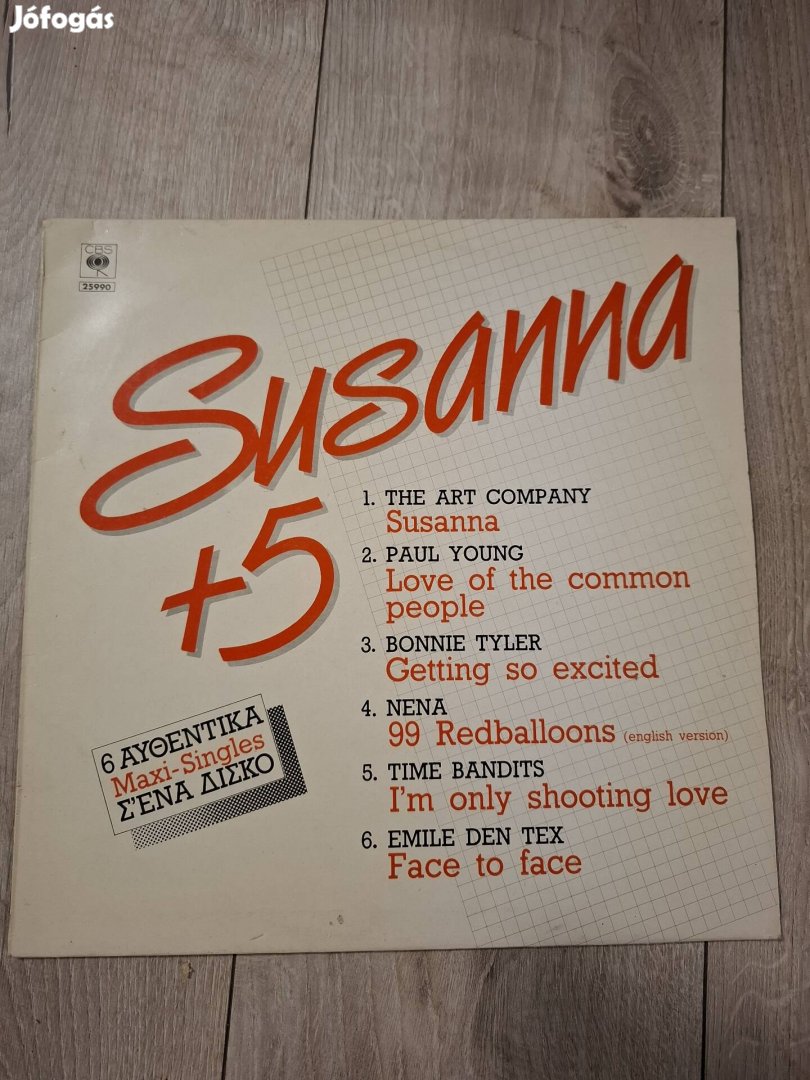 Jófogás
CBS
25990
Susanna
+5
1. THE ART COMPANY
Susanna
2. PAUL YOUNG
Love of the common
people
3. BONNIE TYLER
Getting so excited
4. NENA
99 Redballoons (english version)
5. TIME BANDITS
I'm only shooting love
6. EMILE DEN TEX
Face to face
6 ΑΥΘΕΝΤΙΚΑ
Maxi-Singles
Σ'ΕΝΑ ΔΙΣΚΟ